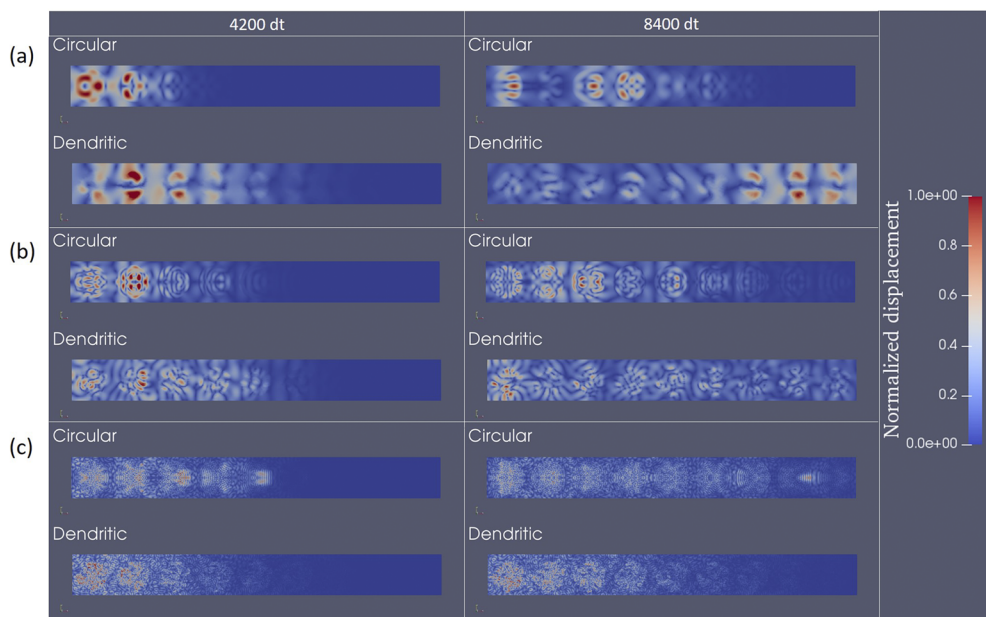 4200 dt
8400 dt
(a)
Circular
Circular
Dendritic
Dendritic
(b)
Circular
Circular
Dendritic
Dendritic
(c)
Circular
Circular
Dendritic
Dendritic
Normalized displacement
1.0e+00
0.8
0.6
0.4
0.2
0.0e+00